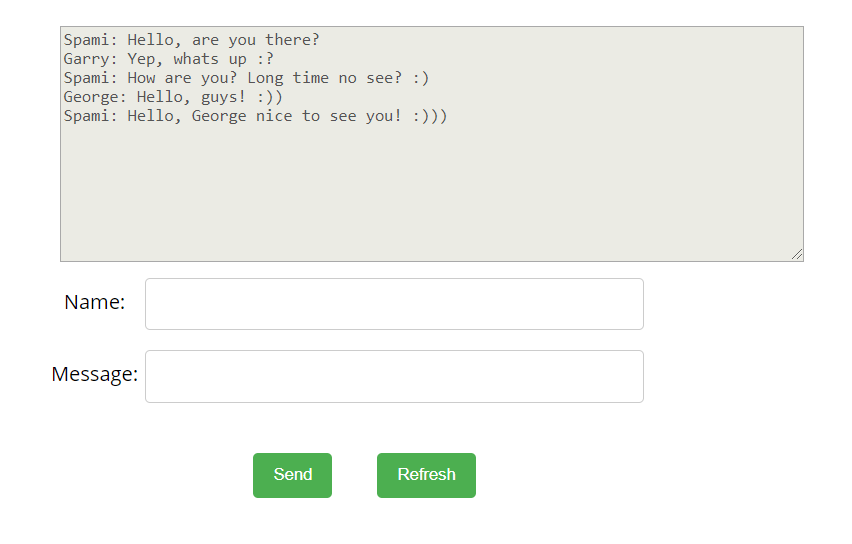 Spami: Hello, are you there?
Garry: Yep, whats up :?
Spami: How are you? Long time no see? :)
George: Hello, guys! :))
Spami: Hello, George nice to see you! :)))
Name:
Message:
Send
Refresh